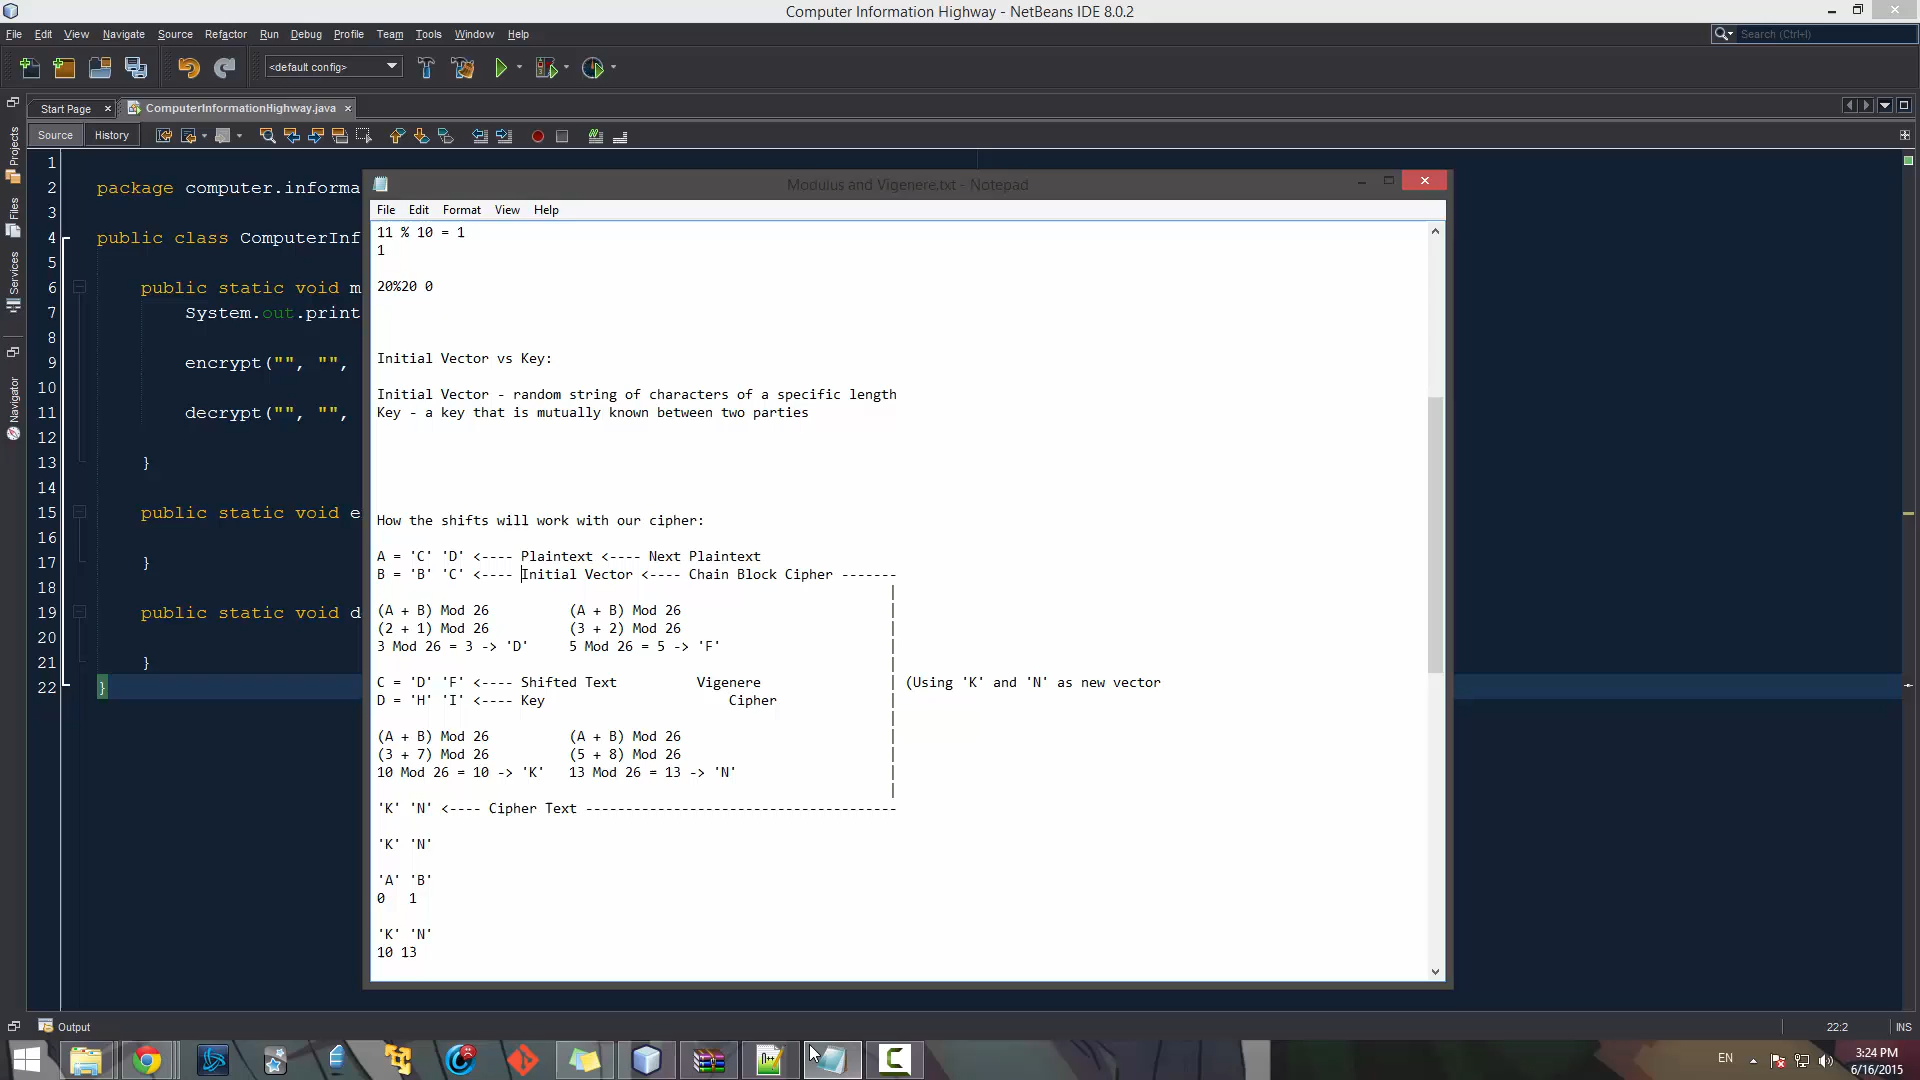 Computer Information Highway - NetBeans IDE 8.0.2
File Edit View Navigate Source Refactor Run Debug Profile Team Tools Window Help
Search (Ctrl+I)
<default config>
Start Page
ComputerInformationHighway.java
Source History
Projects
Files
Services
Navigator
1
2 package computer.informa
3
4 public class ComputerInf
5
6 public static void m
7 System.out.print
8
9 encrypt("", "",
10
11 decrypt("", "",
12
13 }
14
15 public static void e
16
17 }
18
19 public static void d
20
21 }
22 }
Modulus and Vigenere.txt - Notepad
File Edit Format View Help
11 % 10 = 1
1
20%20 0
Initial Vector vs Key:
Initial Vector - random string of characters of a specific length
Key - a key that is mutually known between two parties
How the shifts will work with our cipher:
A = 'C' 'D' <---- Plaintext <---- Next Plaintext
B = 'B' 'C' <---- Initial Vector <---- Chain Block Cipher -------
|
(A + B) Mod 26 (A + B) Mod 26 |
(2 + 1) Mod 26 (3 + 2) Mod 26 |
3 Mod 26 = 3 -> 'D' 5 Mod 26 = 5 -> 'F' |
|
C = 'D' 'F' <---- Shifted Text Vigenere | (Using 'K' and 'N' as new vector
D = 'H' 'I' <---- Key Cipher |
|
(A + B) Mod 26 (A + B) Mod 26 |
(3 + 7) Mod 26 (5 + 8) Mod 26 |
10 Mod 26 = 10 -> 'K' 13 Mod 26 = 13 -> 'N' |
|
'K' 'N' <---- Cipher Text ---------------------------------------
'K' 'N'
'A' 'B'
0 1
'K' 'N'
10 13
Output
22:2 INS
EN
3:24 PM
6/16/2015